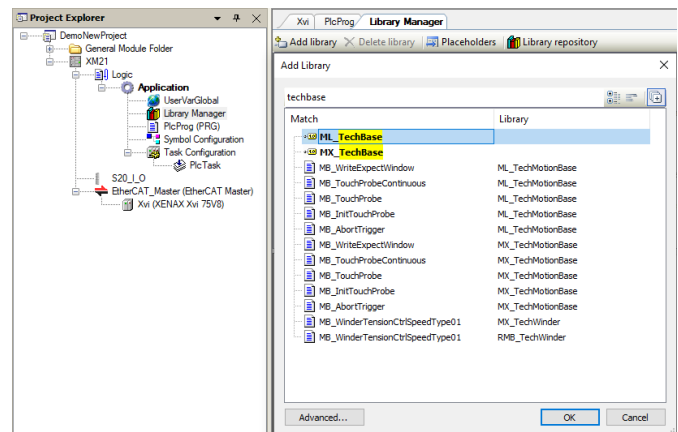 Project Explorer
DemoNewProject
General Module Folder
XM21
Logic
Application
UserVarGlobal
Library Manager
PlcProg (PRG)
Symbol Configuration
Task Configuration
PlcTask
S20_I_O
EtherCAT_Master (EtherCAT Master)
Xvi (XENAX Xvi 75V8)
Xvi PlcProg Library Manager
Add library Delete library Placeholders Library repository
Add Library
techbase
Match Library
ML_TechBase
MX_TechBase
MB_WriteExpectWindow ML_TechMotionBase
MB_TouchProbeContinuous ML_TechMotionBase
MB_TouchProbe ML_TechMotionBase
MB_InitTouchProbe ML_TechMotionBase
MB_AbortTrigger ML_TechMotionBase
MB_WriteExpectWindow MX_TechMotionBase
MB_TouchProbeContinuous MX_TechMotionBase
MB_TouchProbe MX_TechMotionBase
MB_InitTouchProbe MX_TechMotionBase
MB_AbortTrigger MX_TechMotionBase
MB_WinderTensionCtrlSpeedType01 MX_TechWinder
MB_WinderTensionCtrlSpeedType01 RMB_TechWinder
Advanced... OK Cancel